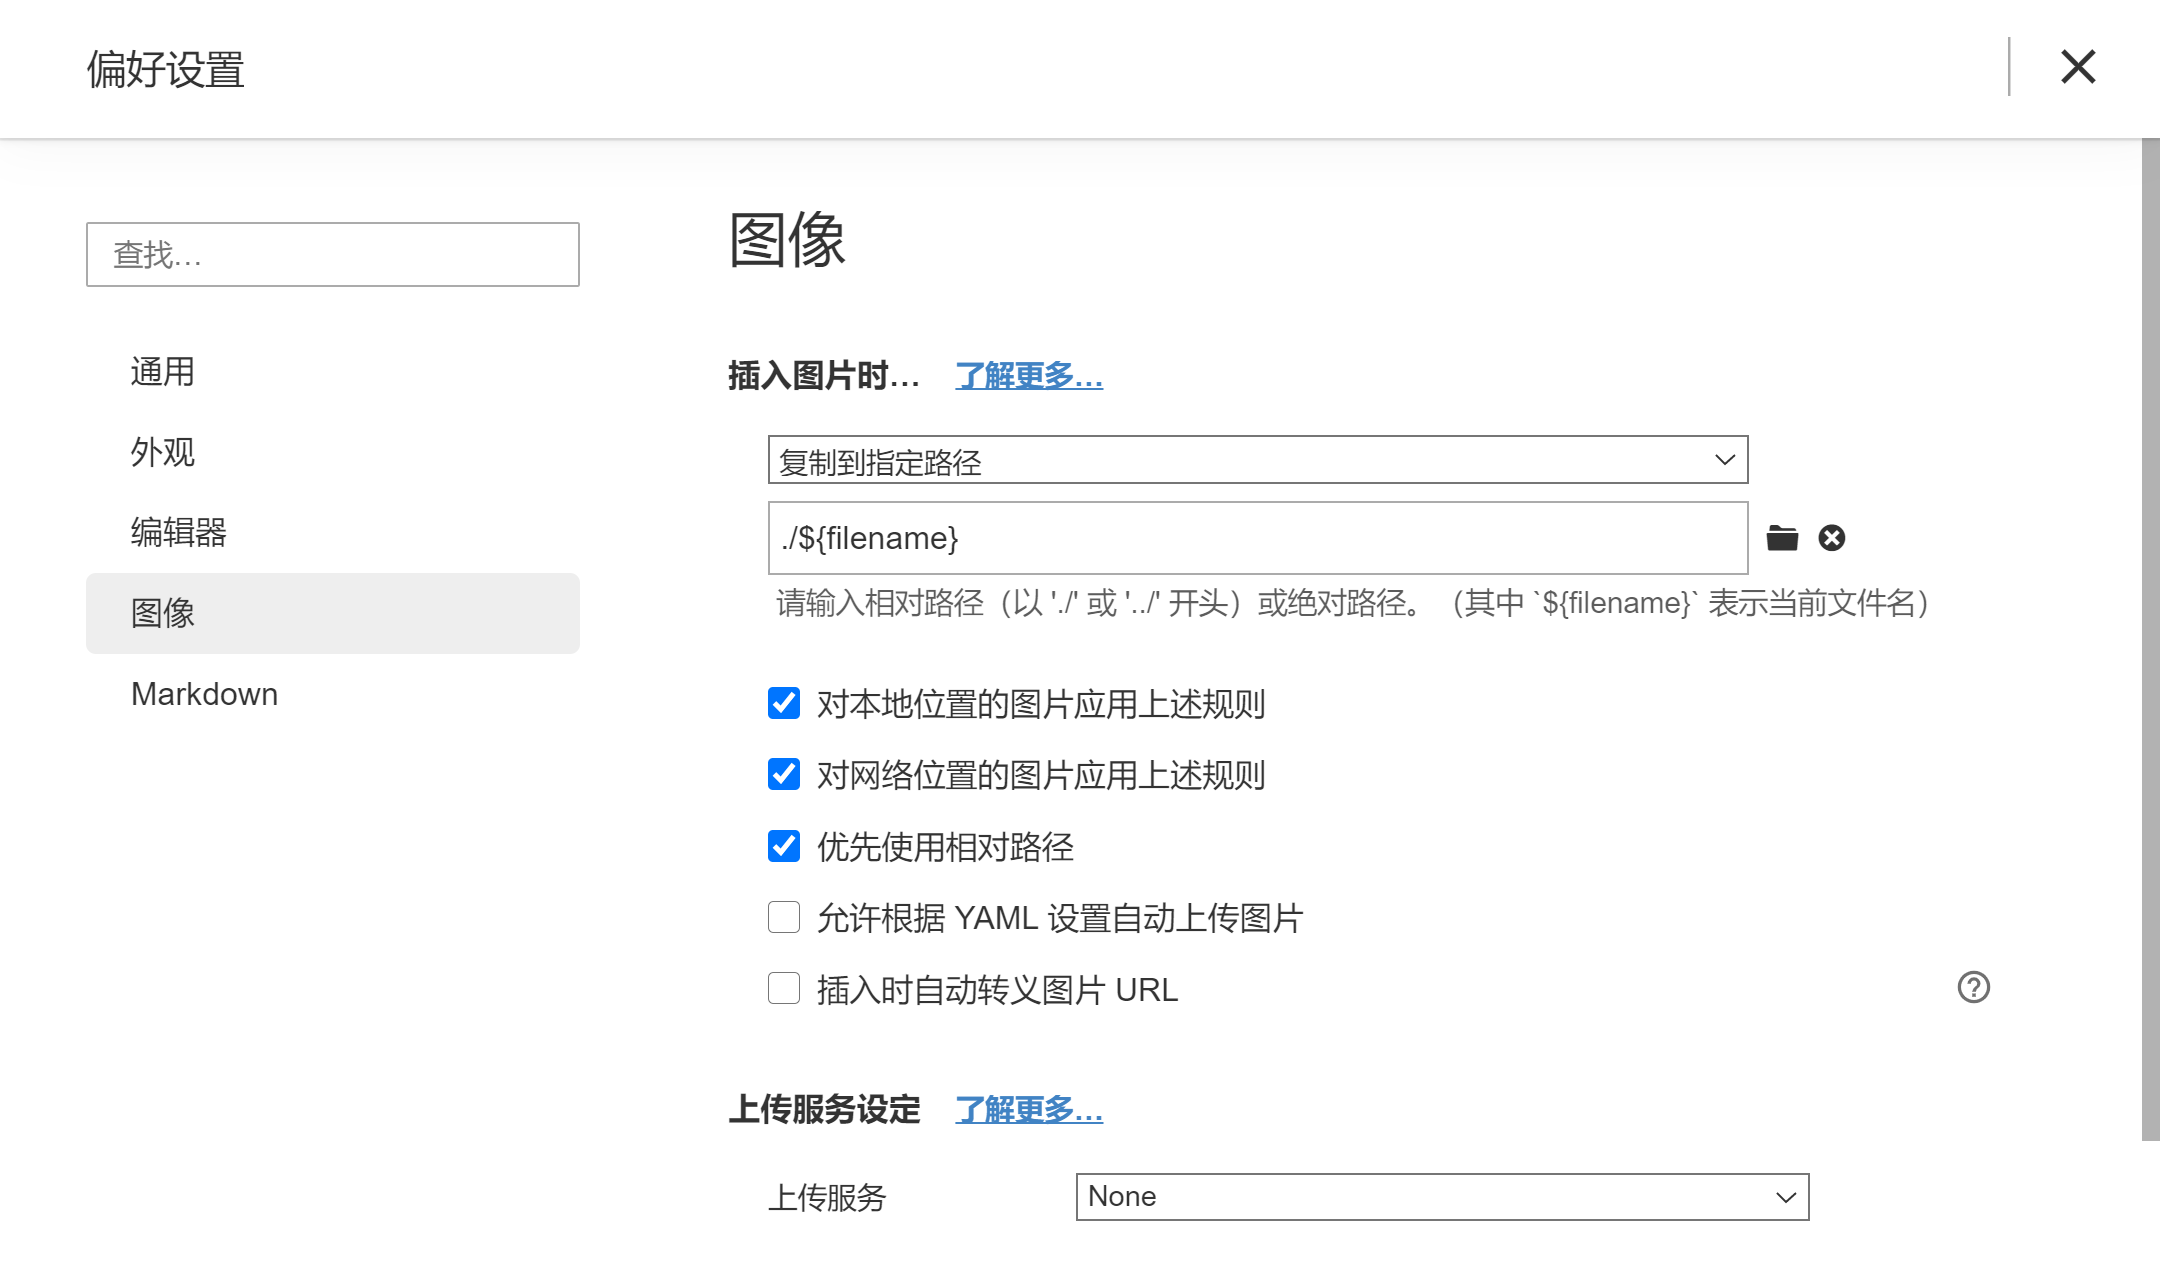 偏好设置
查找…
通用
外观
编辑器
图像
Markdown
图像
插入图片时… 了解更多…
复制到指定路径
./${filename}
请输入相对路径（以 './' 或 '../' 开头）或绝对路径。（其中 `${filename}` 表示当前文件名）
对本地位置的图片应用上述规则
对网络位置的图片应用上述规则
优先使用相对路径
允许根据 YAML 设置自动上传图片
插入时自动转义图片 URL
上传服务设定 了解更多…
上传服务 None